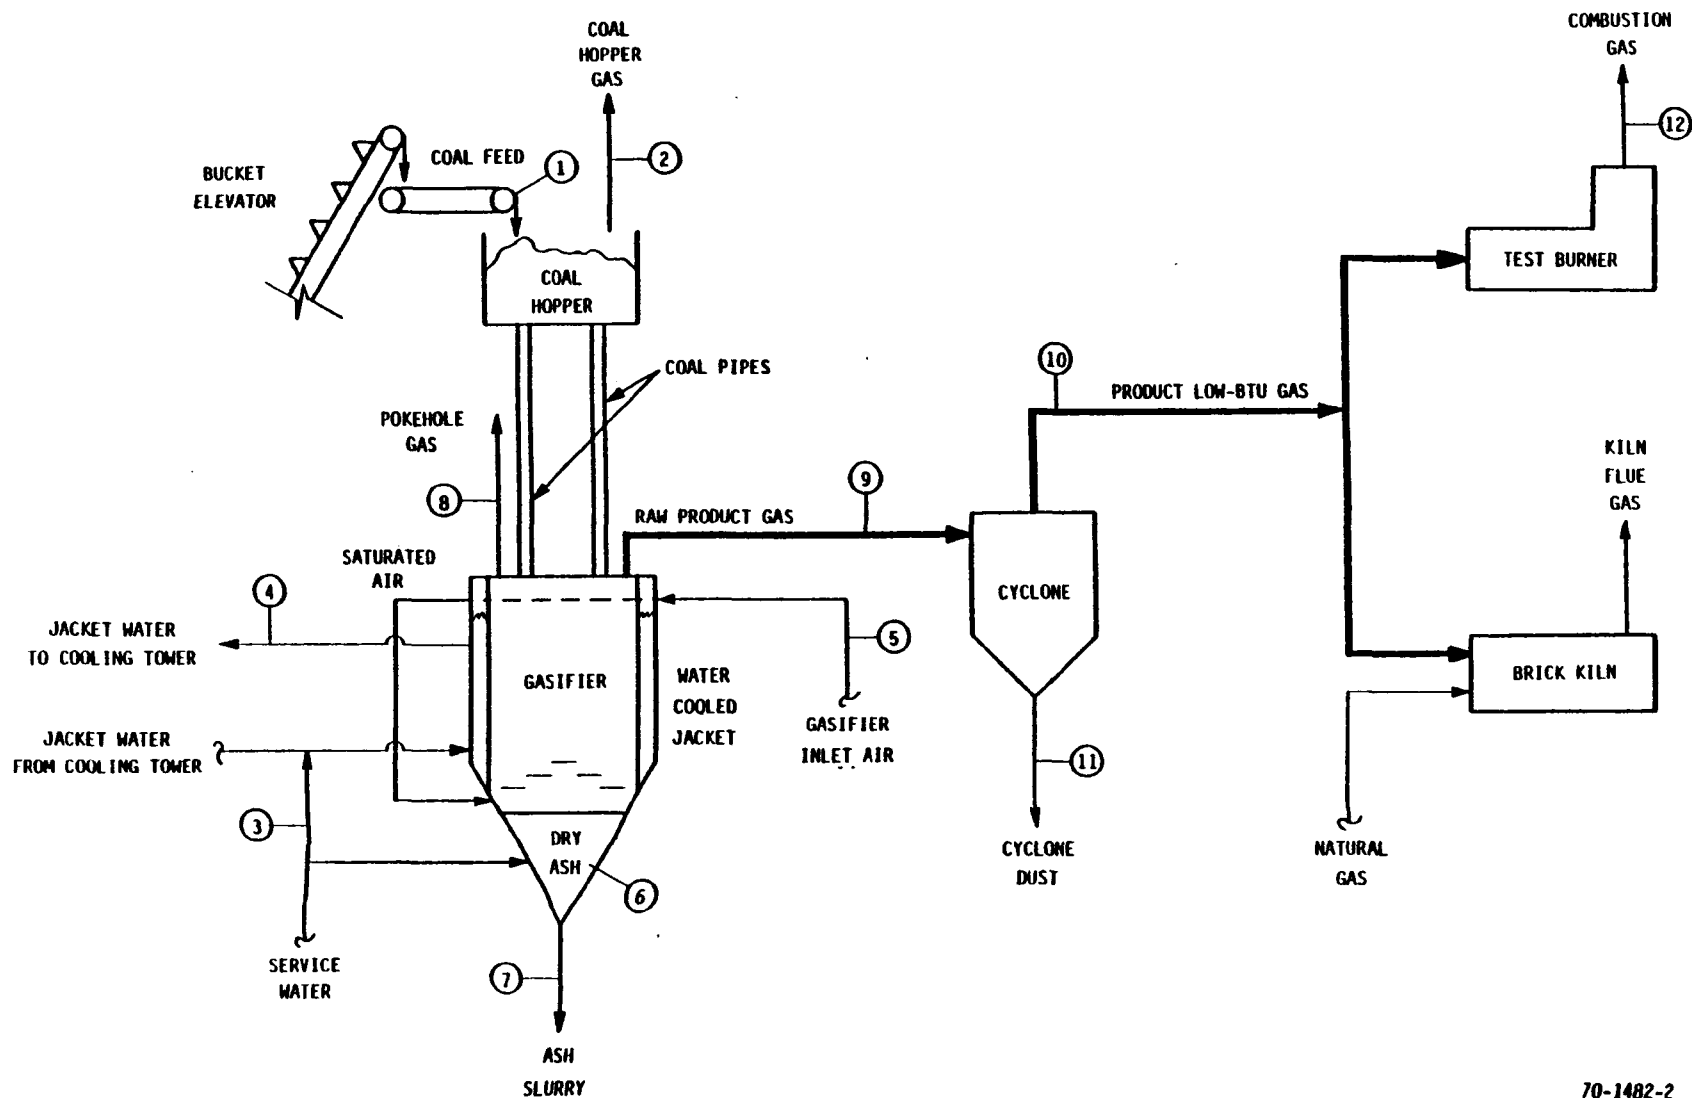 COAL
HOPPER
GAS
COMBUSTION
GAS
12
BUCKET
ELEVATOR
COAL FEED
1
2
COAL
HOPPER
TEST BURNER
COAL PIPES
10
PRODUCT LOW-BTU GAS
POKEHOLE
GAS
8
9
RAW PRODUCT GAS
KILN
FLUE
GAS
SATURATED
AIR
4
JACKET WATER
TO COOLING TOWER
GASIFIER
WATER
COOLED
JACKET
5
GASIFIER
INLET AIR
CYCLONE
BRICK KILN
JACKET WATER
FROM COOLING TOWER
3
DRY
ASH
6
11
CYCLONE
DUST
NATURAL
GAS
SERVICE
WATER
7
ASH
SLURRY
70-1482-2